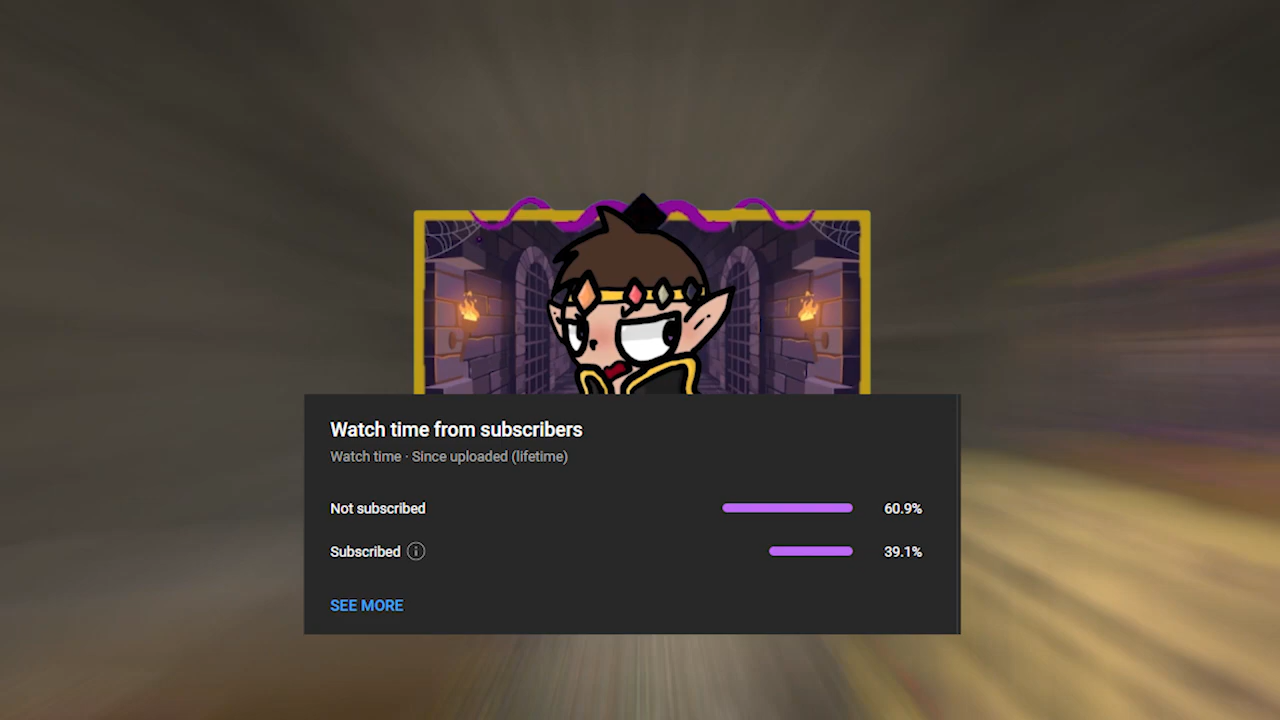 Watch time from subscribers
Watch time · Since uploaded (lifetime)
Not subscribed 60.9%
Subscribed 39.1%
SEE MORE